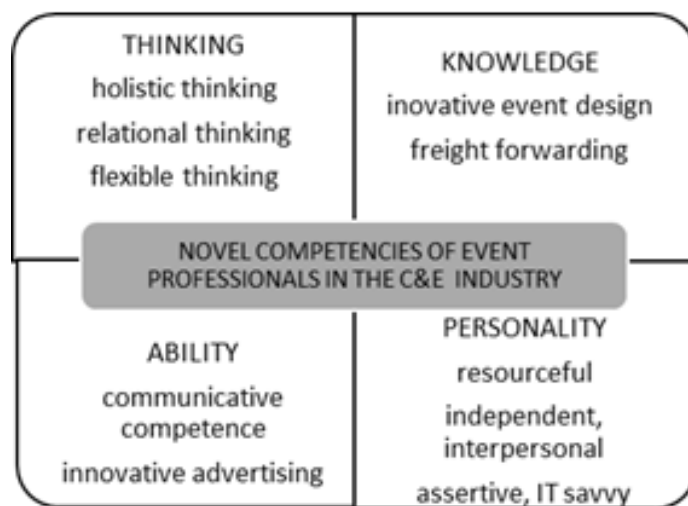 THINKING
holistic thinking
relational thinking
flexible thinking
KNOWLEDGE
inovative event design
freight forwarding
NOVEL COMPETENCIES OF EVENT
PROFESSIONALS IN THE C&E INDUSTRY
ABILITY
communicative
competence
innovative advertising
PERSONALITY
resourceful
independent,
interpersonal
assertive, IT savvy